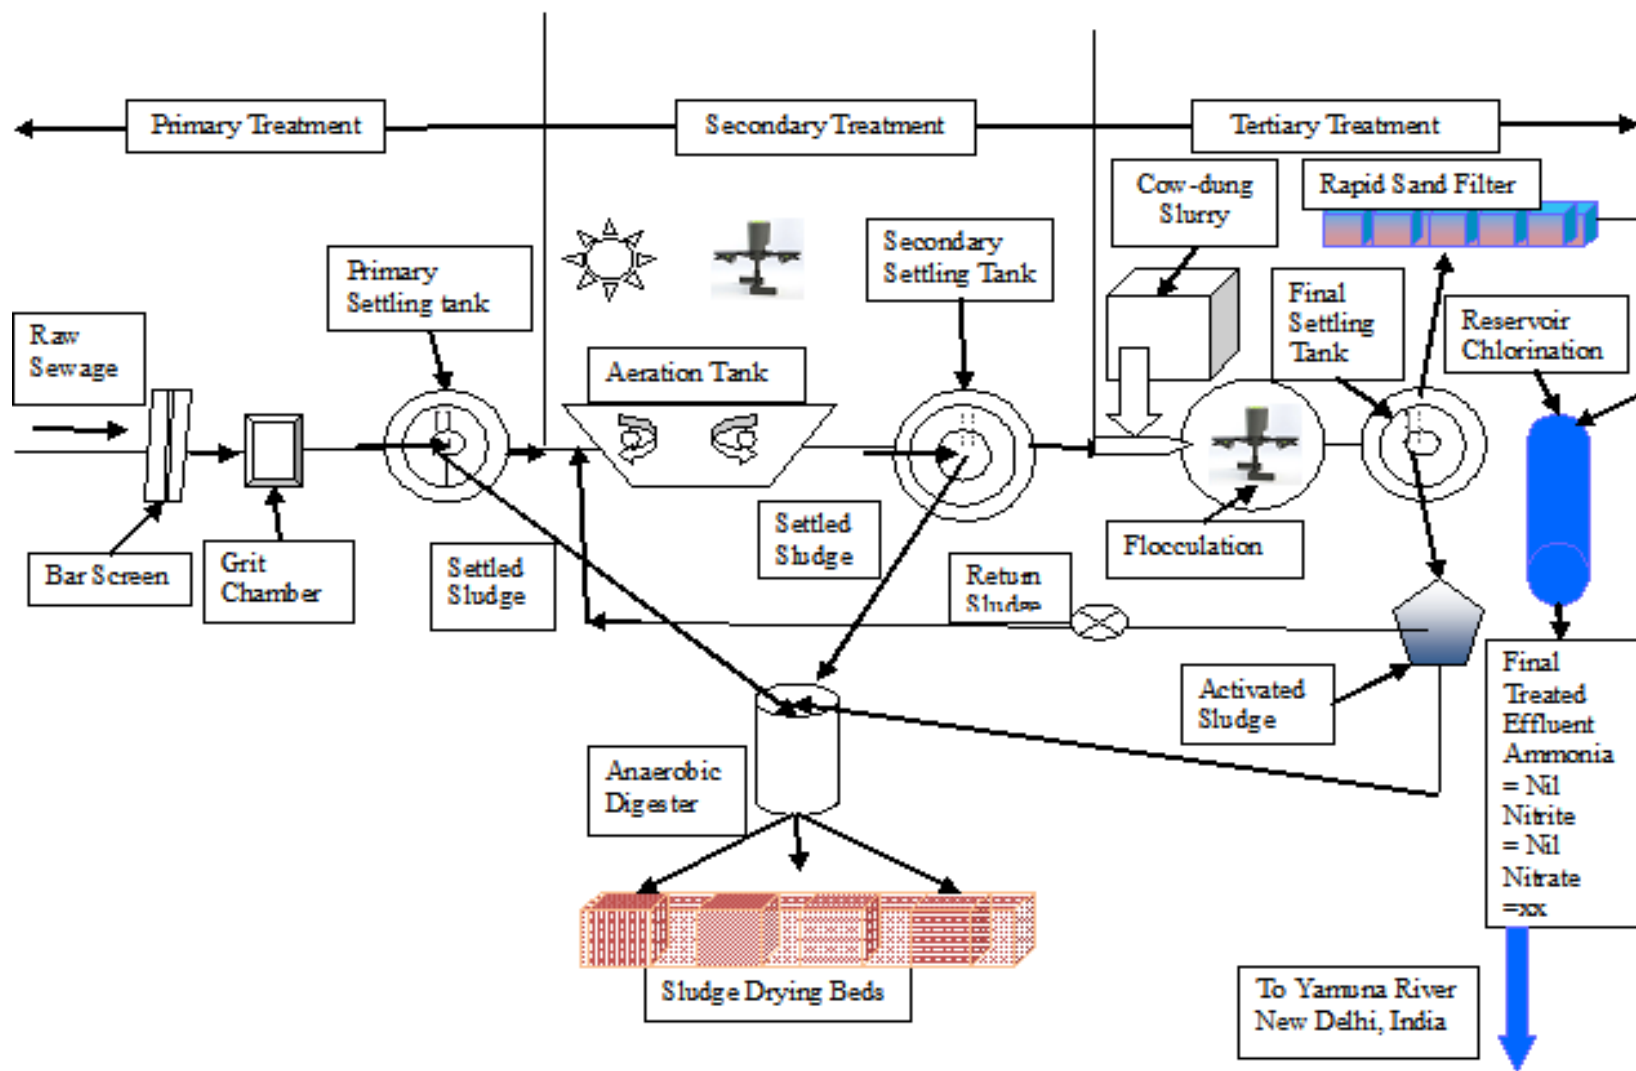 Primary Treatment
Secondary Treatment
Tertiary Treatment
Cow-dung
Slurry
Rapid Sand Filter
Primary
Settling tank
Secondary
Settling Tank
Final
Settling
Tank
Reservoir
Chlorination
Raw
Sewage
Aeration Tank
Bar Screen
Grit
Chamber
Settled
Sludge
Settled
Sludge
Flocculation
Return
Sludge
Activated
Sludge
Anaerobic
Digester
Sludge Drying Beds
Final
Treated
Effluent
Ammonia
= Nil
Nitrite
= Nil
Nitrate
=xx
To Yamuna River
New Delhi, India